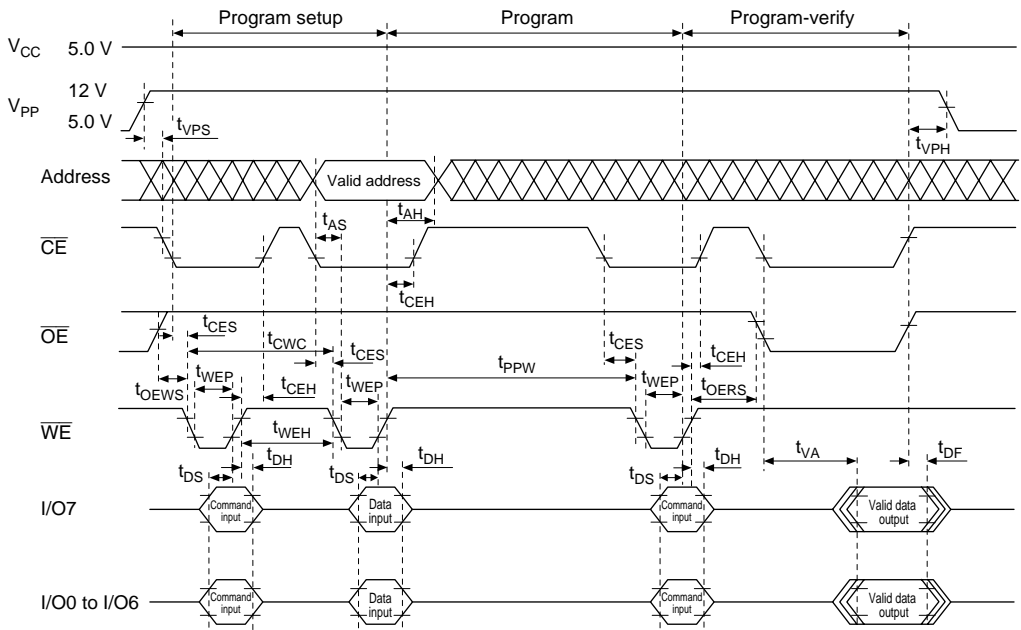 Program setup Program Program-verify
VCC 5.0 V
12 V
VPP
5.0 V
tVPS
tVPH
Address Valid address
tAS tAH
CE
tCEH
OE
tCES tCWC tCES tCES tCEH
tPPW
tOEWS tWEP tCEH tWEP tWEP tOERS
WE
tWEH
tVA
tDS tDH tDS tDH tDS tDH tDF
I/O7 Command input Data input Command input Valid data output
I/O0 to I/O6 Command input Data input Command input Valid data output